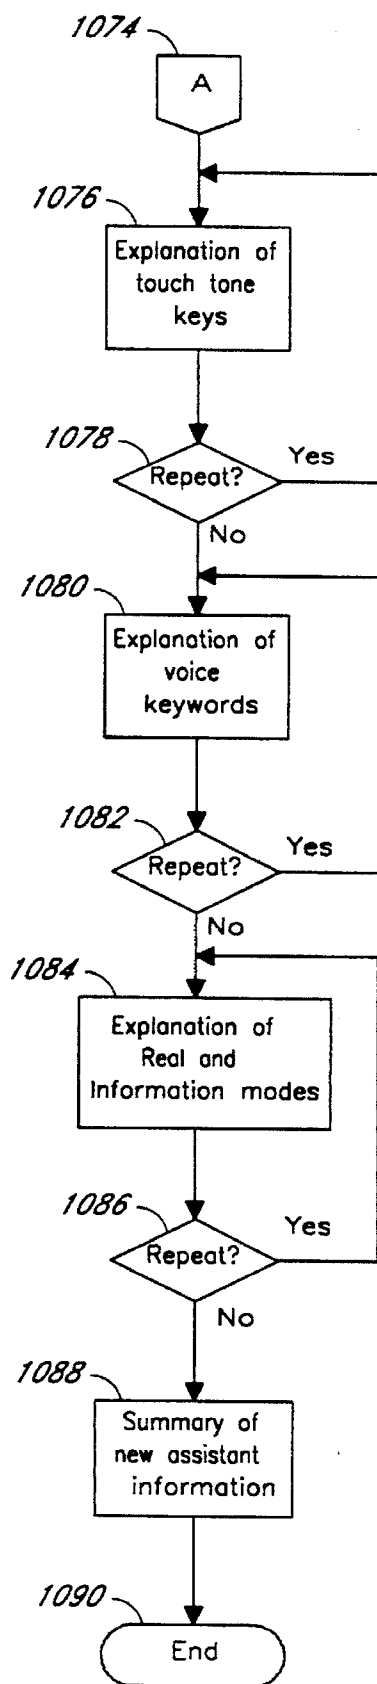 1074
A
1076
Explanation of
touch tone
keys
1078
Repeat?
Yes
No
1080
Explanation of
voice
keywords
1082
Repeat?
Yes
No
1084
Explanation of
Real and
Information modes
1086
Repeat?
Yes
No
1088
Summary of
new assistant
information
1090
End